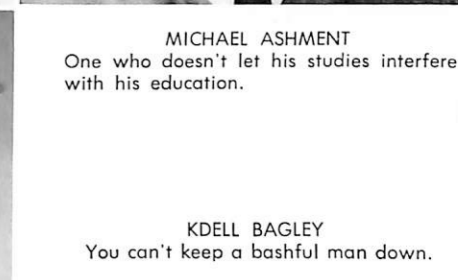 MICHAEL ASHMENT
One who doesn't let his studies interfere
with his education.
KDELL BAGLEY
You can't keep a bashful man down.